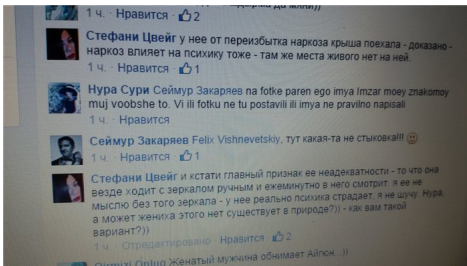 1 ч. · Нравится · 2
Стефани Цвейг у нее от переизбытка наркоза крыша поехала - доказано -
наркоз влияет на психику тоже - там же места живого нет на ней.
1 ч. · Нравится · 1
Нура Сури Сеймур Закаряев na fotke paren ego imya Imzar moey znakomoy
muj voobshe to. Vi ili fotku ne tu postavili ili imya ne pravilno napisali
1 ч. · Нравится
Сеймур Закаряев Felix Vishnevetskiy, тут какая-та не стыковка!!!
1 ч. · Нравится · 1
Стефани Цвейг и кстати главный признак ее неадекватности - то что она
везде ходит с зеркалом ручным и ежеминутно в него смотрит. я ее не
мыслю без того зеркала - у нее реально психика страдает. я не шучу. Нура,
а может жениха этого нет существует в природе?)) - как вам такой
вариант?))
1 ч. · Отредактировано · Нравится · 2
Женатый мужчина обнимает Айгюн...))